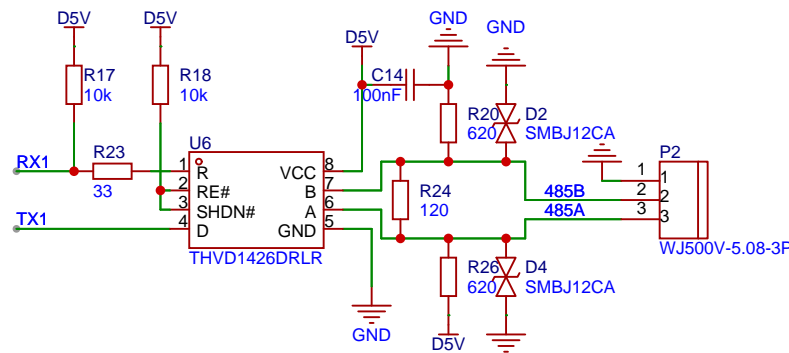 D5V
D5V
R17
10k
R18
10k
RX1
R23
33
TX1
U6
1
R
2
RE#
3
SHDN#
4
D
VCC
8
B
7
A
6
GND
5
THVD1426DRLR
D5V
C14
100nF
GND
GND
R20
620
D2
SMBJ12CA
R24
120
485B
485A
R26
620
D4
SMBJ12CA
GND
D5V
P2
1
1
2
2
3
3
WJ500V-5.08-3P